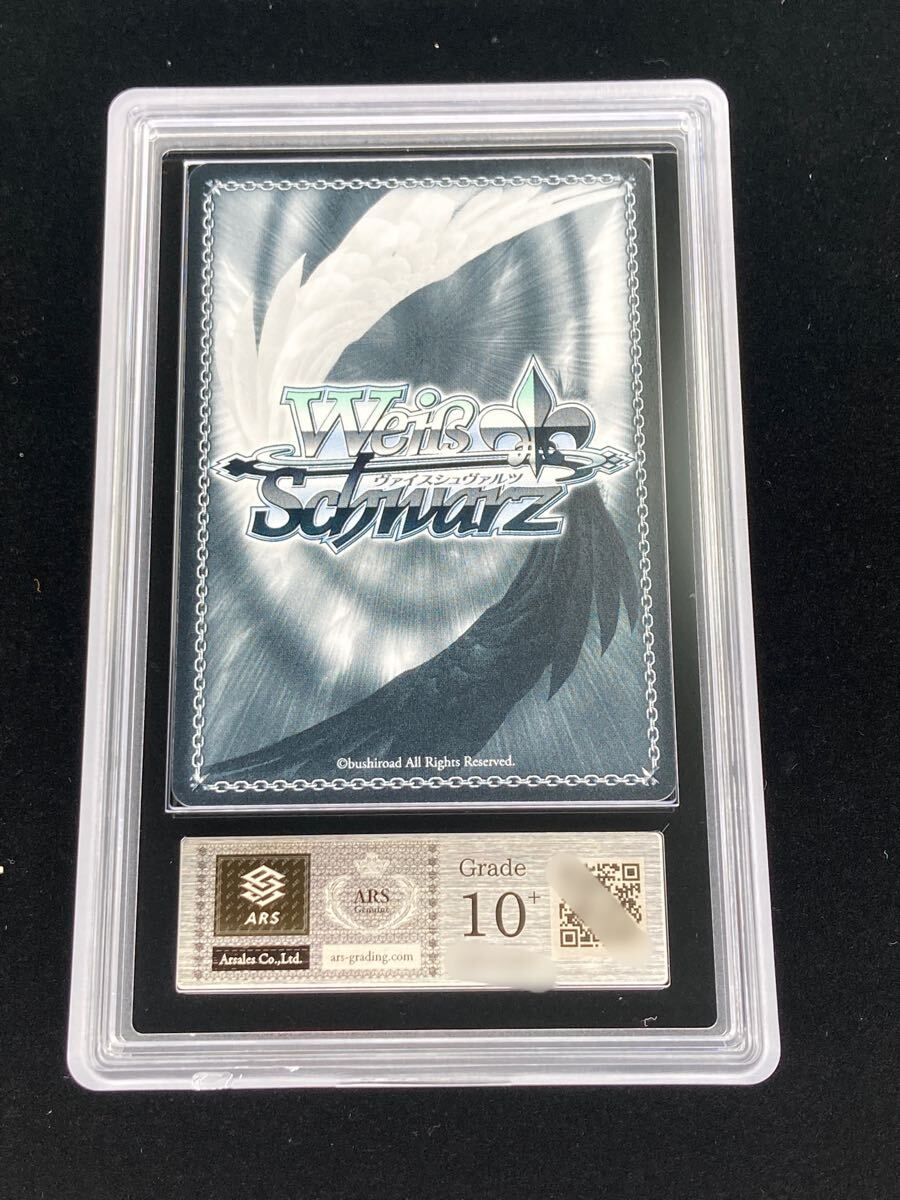 Weiß
ヴァイスシュヴァルツ
Schwarz
©bushiroad All Rights Reserved.
ARS
Arsales Co.,Ltd.
ARS
Genuine
ars-grading.com
Grade
10+